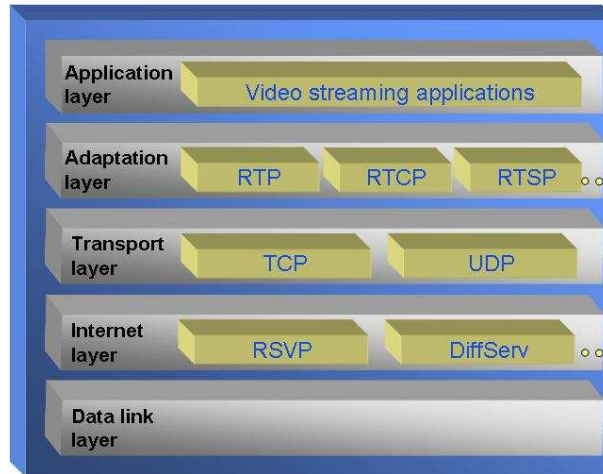 Application
layer
Video streaming applications
Adaptation
layer
RTP
RTCP
RTSP
Transport
layer
TCP
UDP
Internet
layer
RSVP
DiffServ
Data link
layer